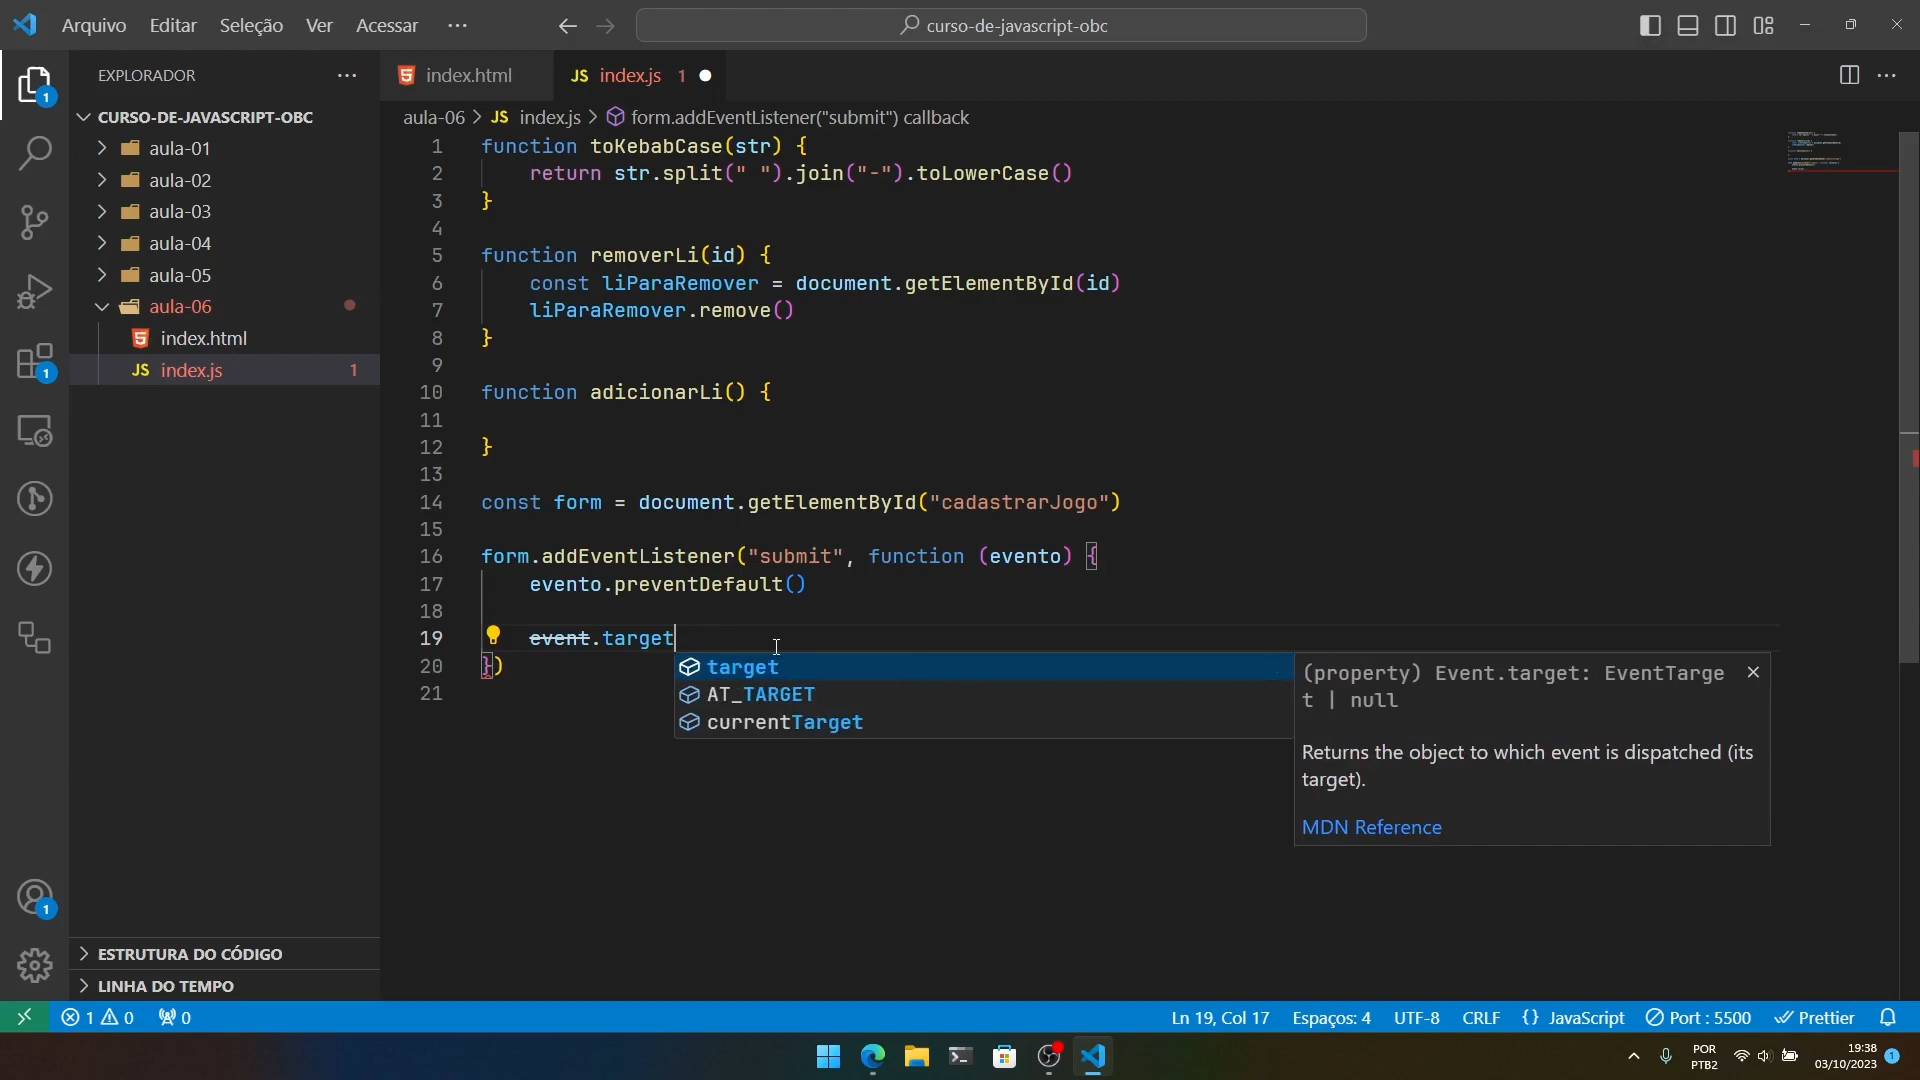 Arquivo Editar Seleção Ver Acessar ··· curso-de-javascript-obc
EXPLORADOR ···
CURSO-DE-JAVASCRIPT-OBC
aula-01
aula-02
aula-03
aula-04
aula-05
aula-06
index.html
JS index.js 1
ESTRUTURA DO CÓDIGO
LINHA DO TEMPO
1
1
1
index.html JS index.js 1
aula-06 > JS index.js > form.addEventListener("submit") callback
1 function toKebabCase(str) {
2 return str.split(" ").join("-").toLowerCase()
3 }
4
5 function removerLi(id) {
6 const liParaRemover = document.getElementById(id)
7 liParaRemover.remove()
8 }
9
10 function adicionarLi() {
11
12 }
13
14 const form = document.getElementById("cadastrarJogo")
15
16 form.addEventListener("submit", function (evento) {
17 evento.preventDefault()
18
19 event.target
20 })
21
target
AT_TARGET
currentTarget
(property) Event.target: EventTarge
t | null
Returns the object to which event is dispatched (its
target).
MDN Reference
1 0 0 Ln 19, Col 17 Espaços: 4 UTF-8 CRLF {} JavaScript Port : 5500 Prettier
POR
PTB2
19:38
03/10/2023
1